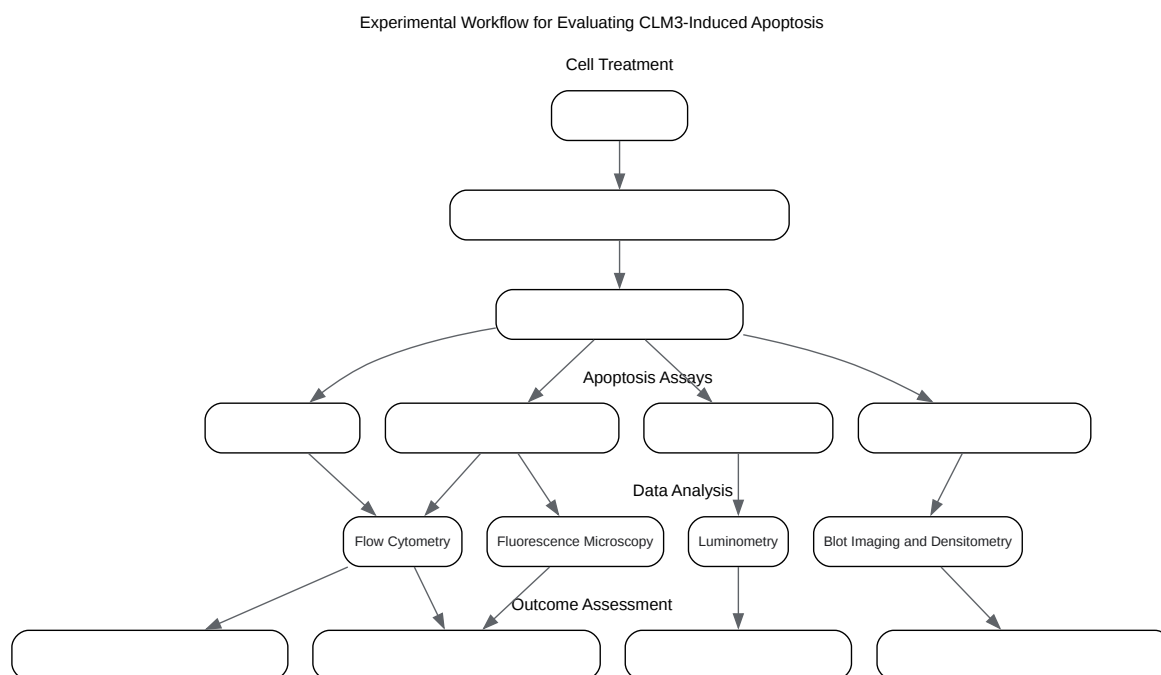 Experimental Workflow for Evaluating CLM3-Induced Apoptosis
Cell Treatment
Apoptosis Assays
Data Analysis
Flow Cytometry
Fluorescence Microscopy
Luminometry
Blot Imaging and Densitometry
Outcome Assessment